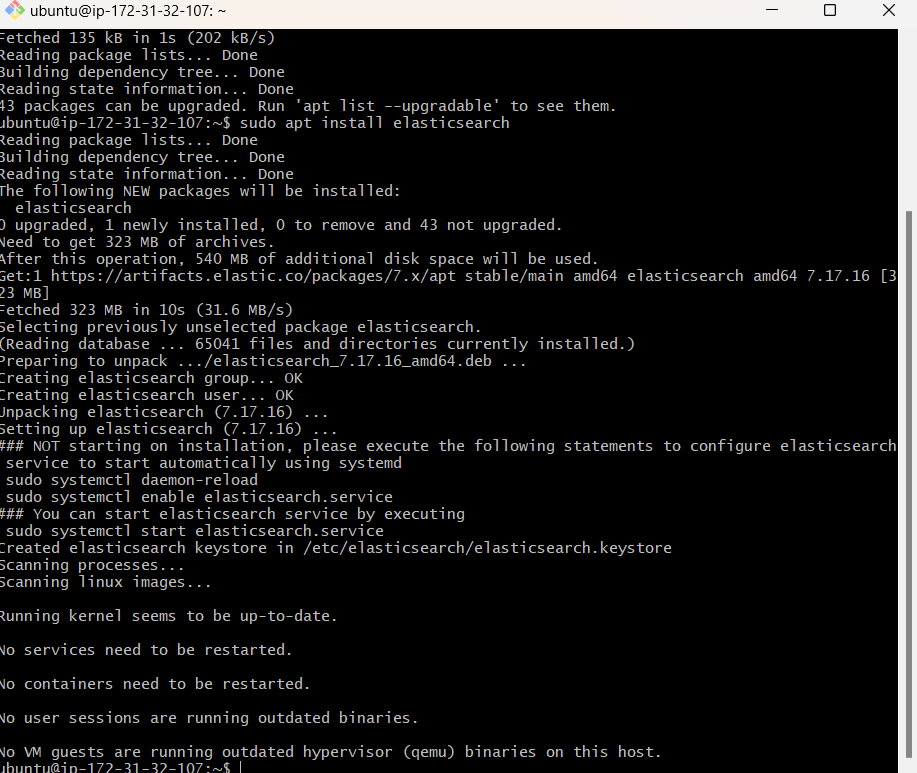 ubuntu@ip-172-31-32-107: ~
Fetched 135 kB in 1s (202 kB/s)
Reading package lists... Done
Building dependency tree... Done
Reading state information... Done
43 packages can be upgraded. Run 'apt list --upgradable' to see them.
ubuntu@ip-172-31-32-107:~$ sudo apt install elasticsearch
Reading package lists... Done
Building dependency tree... Done
Reading state information... Done
The following NEW packages will be installed:
  elasticsearch
0 upgraded, 1 newly installed, 0 to remove and 43 not upgraded.
Need to get 323 MB of archives.
After this operation, 540 MB of additional disk space will be used.
Get:1 https://artifacts.elastic.co/packages/7.x/apt stable/main amd64 elasticsearch amd64 7.17.16 [3
23 MB]
Fetched 323 MB in 10s (31.6 MB/s)
Selecting previously unselected package elasticsearch.
(Reading database ... 65041 files and directories currently installed.)
Preparing to unpack .../elasticsearch_7.17.16_amd64.deb ...
Creating elasticsearch group... OK
Creating elasticsearch user... OK
Unpacking elasticsearch (7.17.16) ...
Setting up elasticsearch (7.17.16) ...
### NOT starting on installation, please execute the following statements to configure elasticsearch
 service to start automatically using systemd
 sudo systemctl daemon-reload
 sudo systemctl enable elasticsearch.service
### You can start elasticsearch service by executing
 sudo systemctl start elasticsearch.service
Created elasticsearch keystore in /etc/elasticsearch/elasticsearch.keystore
Scanning processes...
Scanning linux images...
Running kernel seems to be up-to-date.
No services need to be restarted.
No containers need to be restarted.
No user sessions are running outdated binaries.
No VM guests are running outdated hypervisor (qemu) binaries on this host.
ubuntu@ip-172-31-32-107:~$